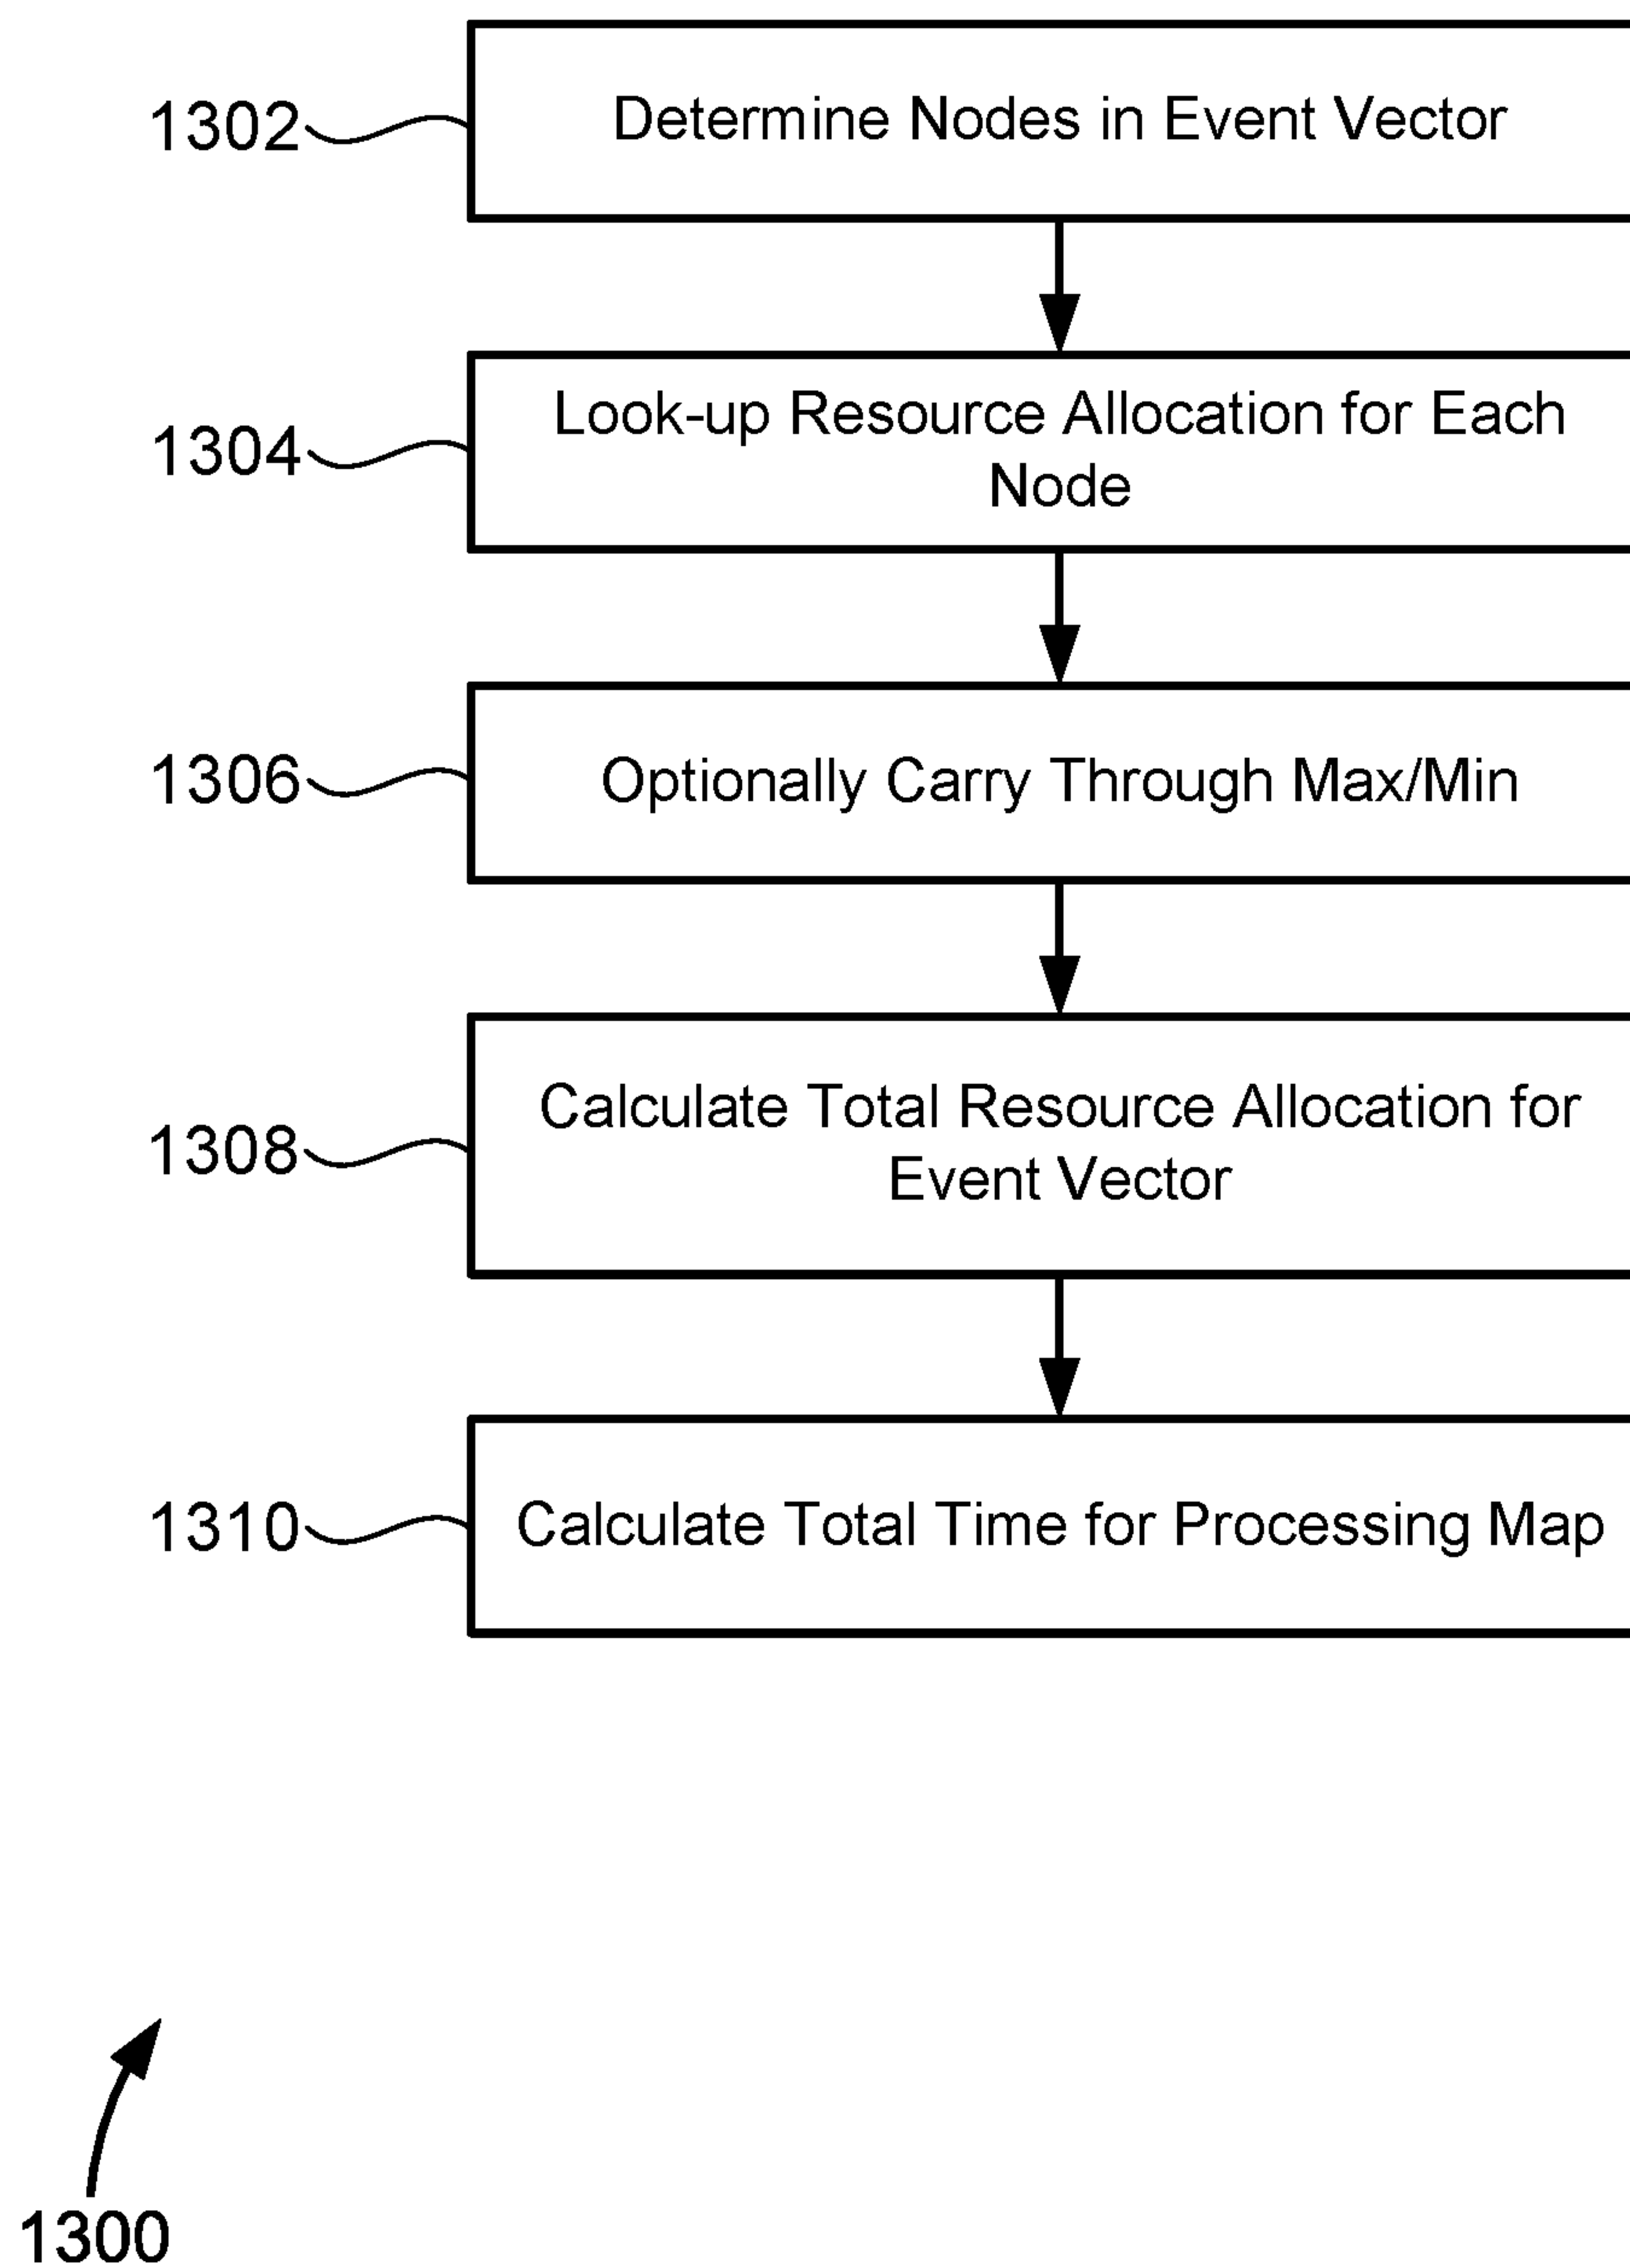 1302
Determine Nodes in Event Vector
1304
Look-up Resource Allocation for Each
Node
1306
Optionally Carry Through Max/Min
1308
Calculate Total Resource Allocation for
Event Vector
1310
Calculate Total Time for Processing Map
1300